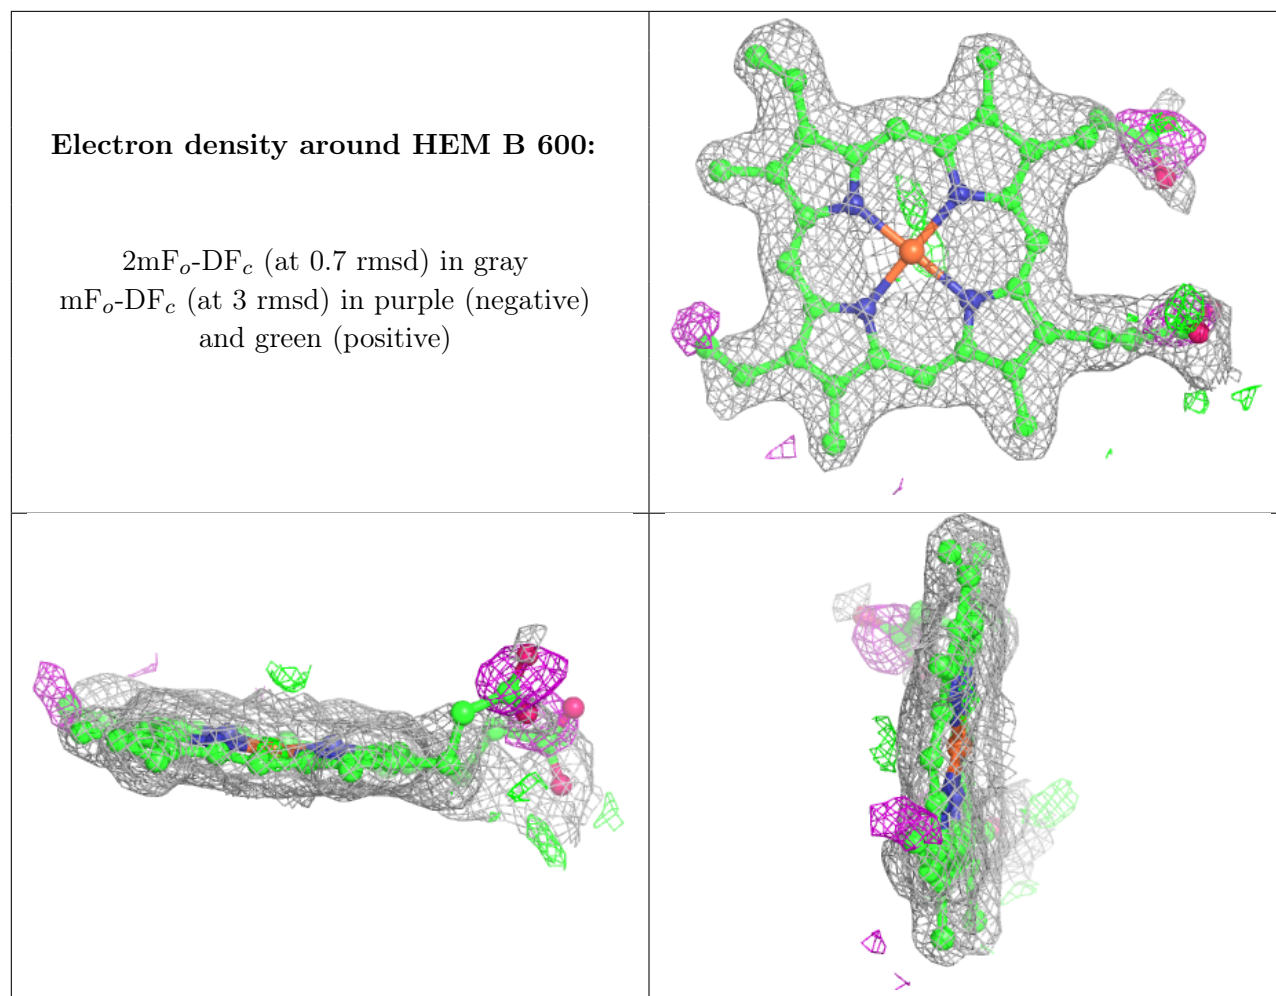 Electron density around HEM B 600:
2mFo-DFc (at 0.7 rmsd) in gray
mFo-DFc (at 3 rmsd) in purple (negative)
and green (positive)